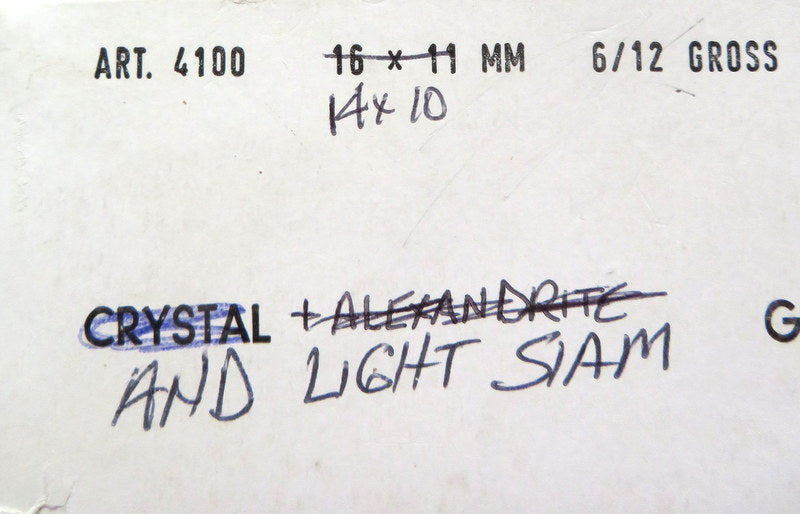 ART. 4100 16 x 11 MM 6/12 GROSS
14x10
CRYSTAL + ALEXANDRITE G
AND LIGHT SIAM